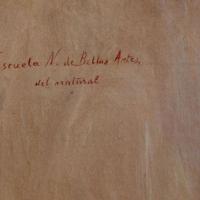 Escuela N. de Bellas Artes,
del natural